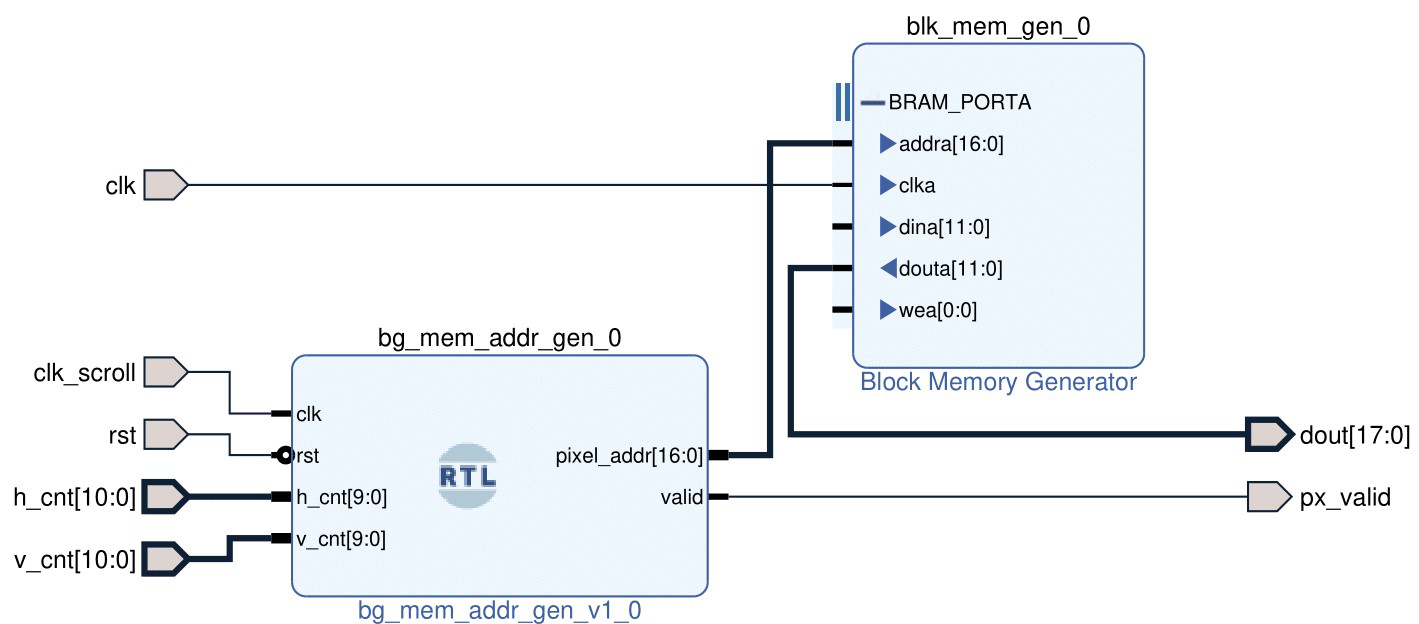 blk_mem_gen_0
BRAM_PORTA
addra[16:0]
clk
clka
dina[11:0]
douta[11:0]
wea[0:0]
bg_mem_addr_gen_0
clk_scroll
Block Memory Generator
clk
rst
dout[17:0]
rst
RTL
pixel_addr[16:0]
h_cnt[10:0]
h_cnt[9:0]
valid
px_valid
v_cnt[10:0]
v_cnt[9:0]
bg_mem_addr_gen_v1_0